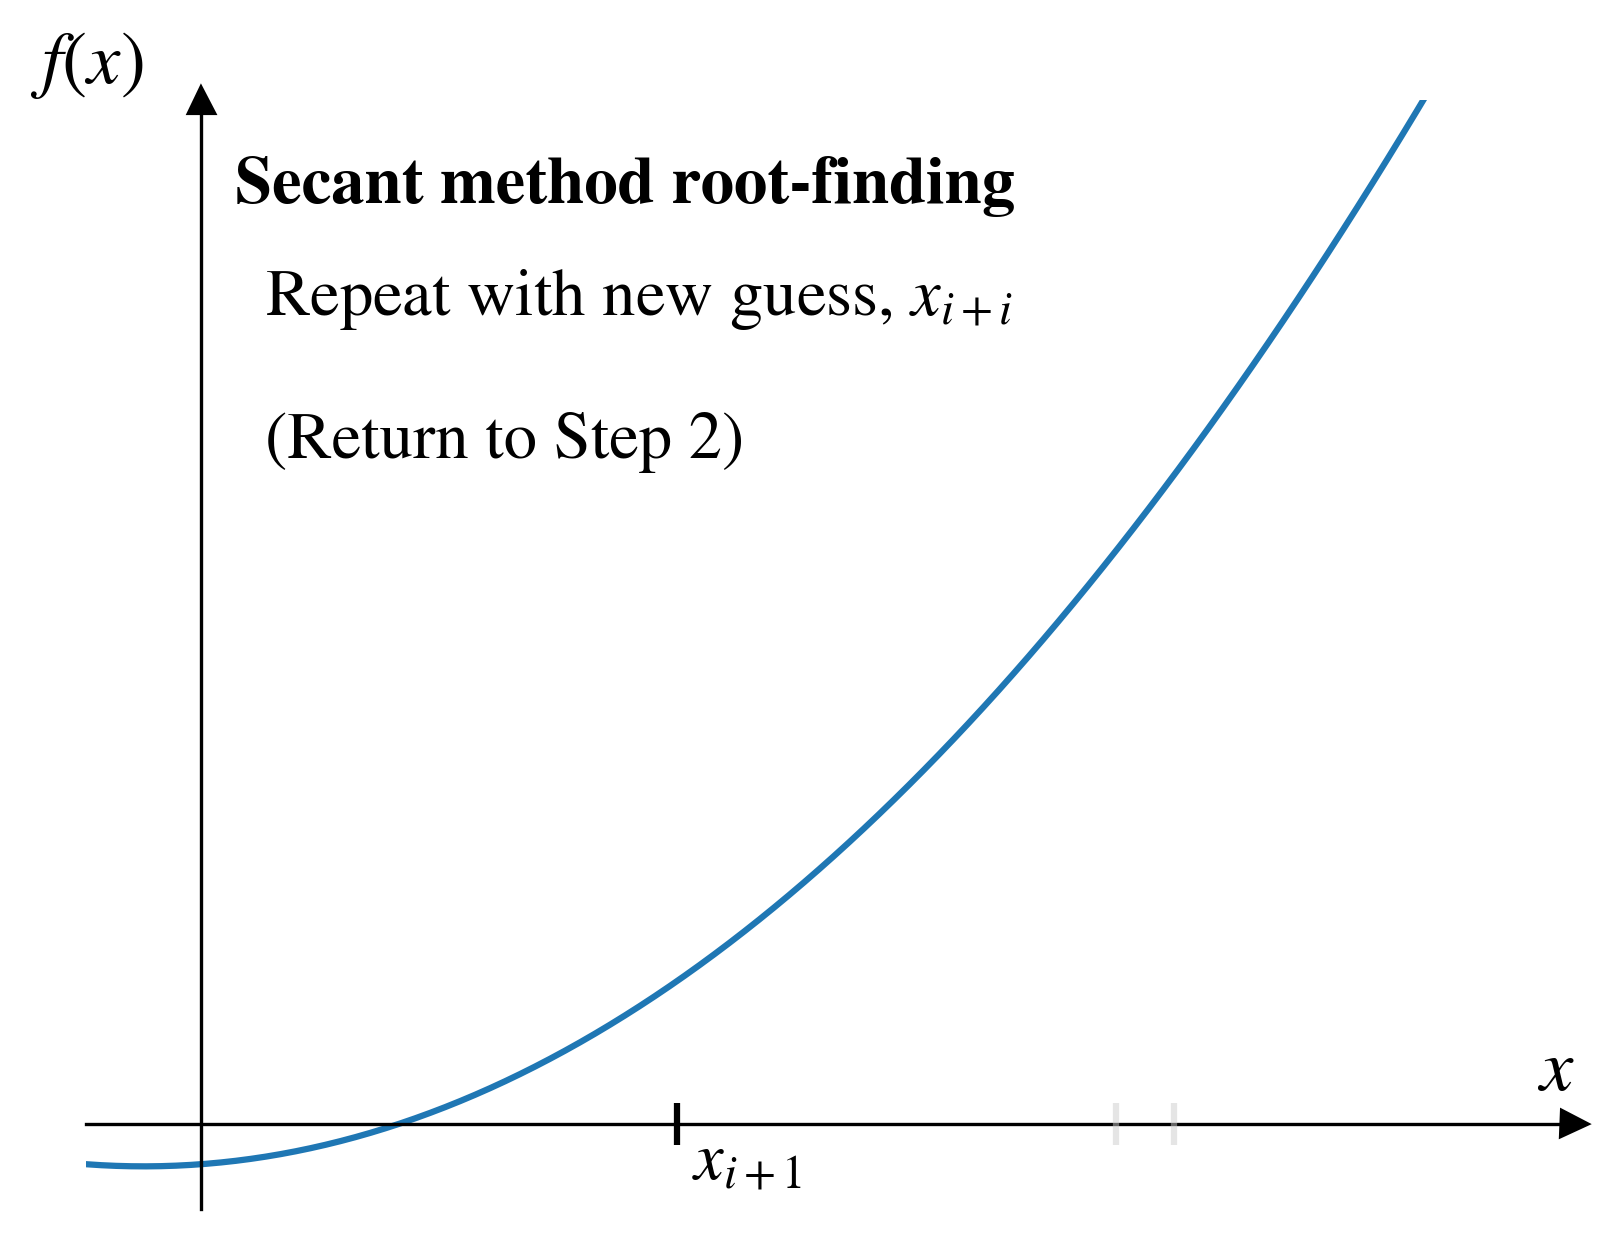 f(x)
Secant method root-finding
Repeat with new guess, x_{i+i}
(Return to Step 2)
x
x_{i+1}